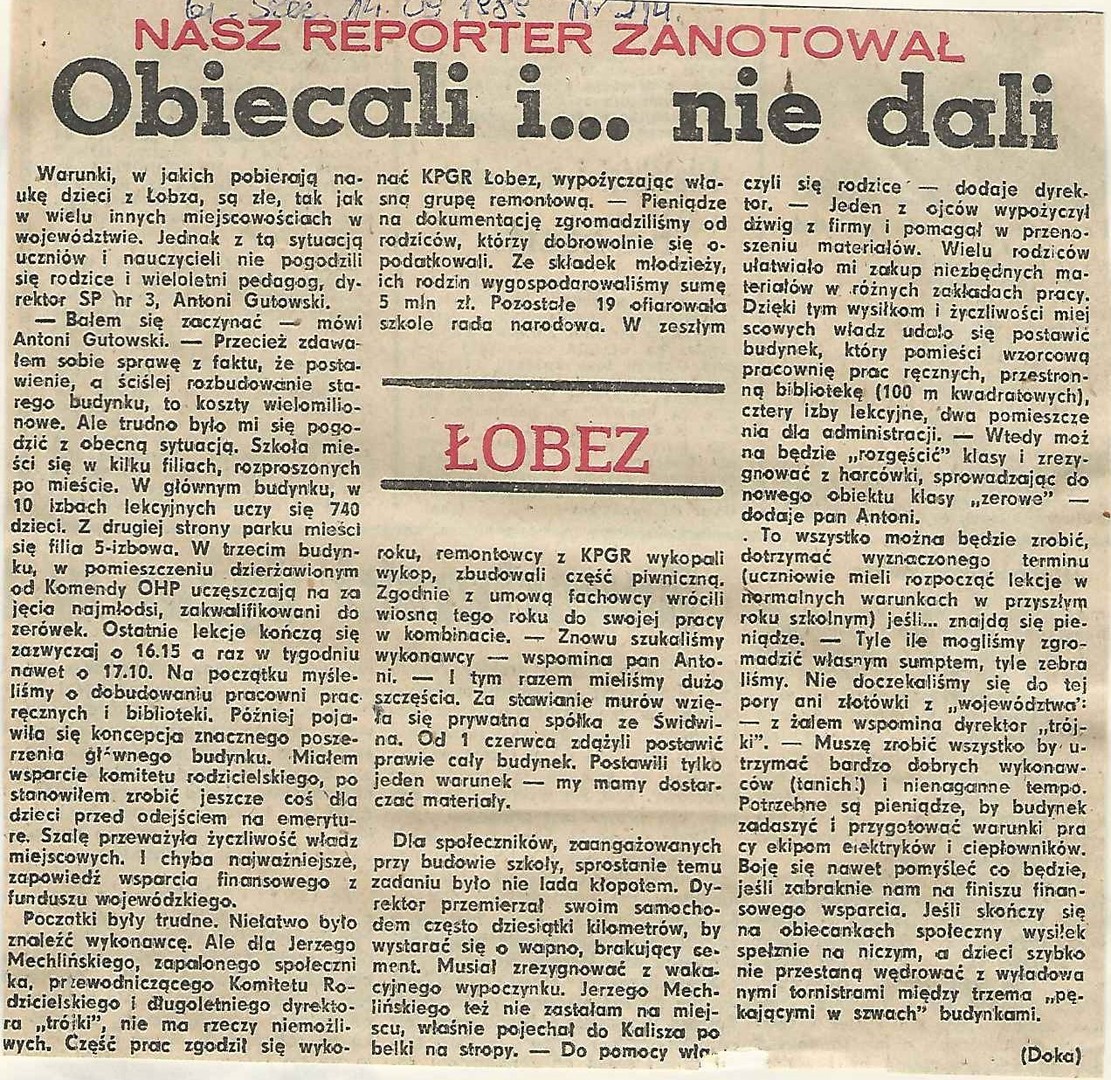 14. 09 1989 Nr 214
NASZ REPORTER ZANOTOWAŁ
Obiecali i... nie dali
Warunki, w jakich pobierają na-
ukę dzieci z Łobza, są złe, tak jak
w wielu innych miejscowościach w
województwie. Jednak z tą sytuacją
uczniów i nauczycieli nie pogodzili
się rodzice i wieloletni pedagog, dy-
rektor SP nr 3, Antoni Gutowski.
— Bałem się zaczynać — mówi
Antoni Gutowski. — Przecież zdawa-
łem sobie sprawę z faktu, że posta-
wienie, a ściślej rozbudowanie sta-
rego budynku, to koszty wielomilio-
nowe. Ale trudno było mi się pogo-
dzić z obecną sytuacją. Szkoła mie-
ści się w kilku filiach, rozproszonych
po mieście. W głównym budynku, w
10 izbach lekcyjnych uczy się 740
dzieci. Z drugiej strony parku mieści
się filia 5-izbowa. W trzecim budyn-
ku, w pomieszczeniu dzierżawionym
od Komendy OHP uczęszczają na za
jęcia najmłodsi, zakwalifikowani do
zerówek. Ostatnie lekcje kończą się
zazwyczaj o 16.15 a raz w tygodniu
nawet o 17.10. Na początku myśle-
liśmy o dobudowaniu pracowni prac
ręcznych i biblioteki. Później poja-
wiła się koncepcja znacznego posze-
rzenia głównego budynku. Miałem
wsparcie komitetu rodzicielskiego, po
stanowiłem zrobić jeszcze coś dla
dzieci przed odejściem na emerytu-
rę. Szalę przeważyła życzliwość władz
miejscowych. I chyba najważniejsze,
zapowiedź wsparcia finansowego z
funduszu wojewódzkiego.
Początki były trudne. Niełatwo było
znaleźć wykonawcę. Ale dla Jerzego
Mechlińskiego, zapalonego społeczni
ka, przewodniczącego Komitetu Ro-
dzicielskiego i długoletniego dyrekto-
ra „trójki”, nie ma rzeczy niemożli-
wych. Część prac zgodził się wyko-
nać KPGR Łobez, wypożyczając wła-
sną grupę remontową. — Pieniądze
na dokumentację zgromadziliśmy od
rodziców, którzy dobrowolnie się o-
podatkowali. Ze składek młodzieży,
ich rodzin wygospodarowaliśmy sumę
5 mln zł. Pozostałe 19 ofiarowała
szkole rada narodowa. W zeszłym
ŁOBEZ
roku, remontowcy z KPGR wykopali
wykop, zbudowali część piwniczną.
Zgodnie z umową fachowcy wrócili
wiosną tego roku do swojej pracy
w kombinacie. — Znowu szukaliśmy
wykonawcy — wspomina pan Anto-
ni. — I tym razem mieliśmy dużo
szczęścia. Za stawianie murów wzię-
ła się prywatna spółka ze Świdwi-
na. Od 1 czerwca zdążyli postawić
prawie cały budynek. Postawili tylko
jeden warunek — my mamy dostar-
czać materiały.
Dla społeczników, zaangażowanych
przy budowie szkoły, sprostanie temu
zadaniu było nie lada kłopotem. Dy-
rektor przemierzał swoim samocho-
dem często dziesiątki kilometrów, by
wystarać się o wapno, brakujący ce-
ment. Musiał zrezygnować z waka-
cyjnego wypoczynku. Jerzego Mech-
lińskiego też nie zastałam na miej-
scu, właśnie pojechał do Kalisza po
belki na stropy. — Do pomocy włą-
czyli się rodzice — dodaje dyrek-
tor. — Jeden z ojców wypożyczył
dźwig z firmy i pomagał w przeno-
szeniu materiałów. Wielu rodziców
ułatwiało mi zakup niezbędnych ma-
teriałów w różnych zakładach pracy.
Dzięki tym wysiłkom i życzliwości miej
scowych władz udało się postawić
budynek, który pomieści wzorcową
pracownię prac ręcznych, przestron-
ną bibliotekę (100 m kwadratowych),
cztery izby lekcyjne, dwa pomieszcze
nia dla administracji. — Wtedy moż
na będzie „rozgęścić” klasy i zrezy-
gnować z harcówki, sprowadzając do
nowego obiektu klasy „zerowe” —
dodaje pan Antoni.
To wszystko można będzie zrobić,
dotrzymać wyznaczonego terminu
(uczniowie mieli rozpocząć lekcje w
normalnych warunkach w przyszłym
roku szkolnym) jeśli... znajdą się pie-
niądze. — Tyle ile mogliśmy zgro-
madzić własnym sumptem, tyle zebra
liśmy. Nie doczekaliśmy się do tej
pory ani złotówki z „województwa”:
— z żalem wspomina dyrektor „trój-
ki”. — Muszę zrobić wszystko by u-
trzymać bardzo dobrych wykonaw-
ców (tanich!) i nienaganne tempo.
Potrzebne są pieniądze, by budynek
zadaszyć i przygotować warunki pra
cy ekipom elektryków i ciepłowników.
Boję się nawet pomyśleć co będzie,
jeśli zabraknie nam na finiszu finan-
sowego wsparcia. Jeśli skończy się
na obiecankach społeczny wysiłek
spełznie na niczym, a dzieci szybko
nie przestaną wędrować z wyładowa
nymi tornistrami między trzema „pę-
kającymi w szwach” budynkami.
(Doka)